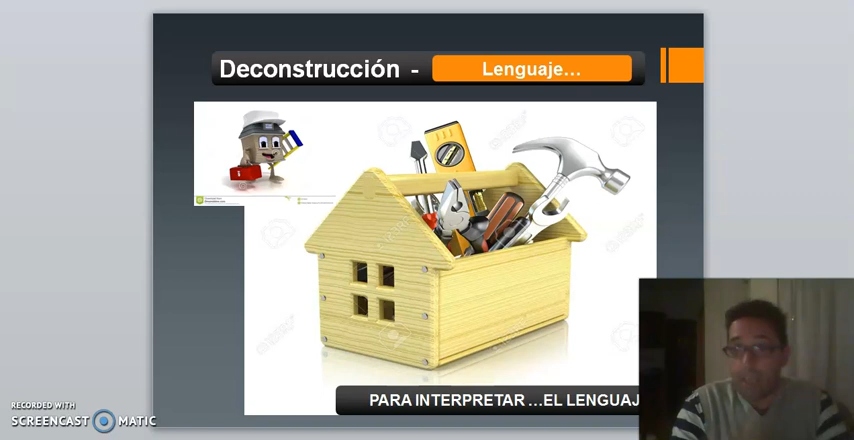 Deconstrucción - Lenguaje...
PARA INTERPRETAR ...EL LENGUAJ
RECORDED WITH
SCREENCAST MATIC